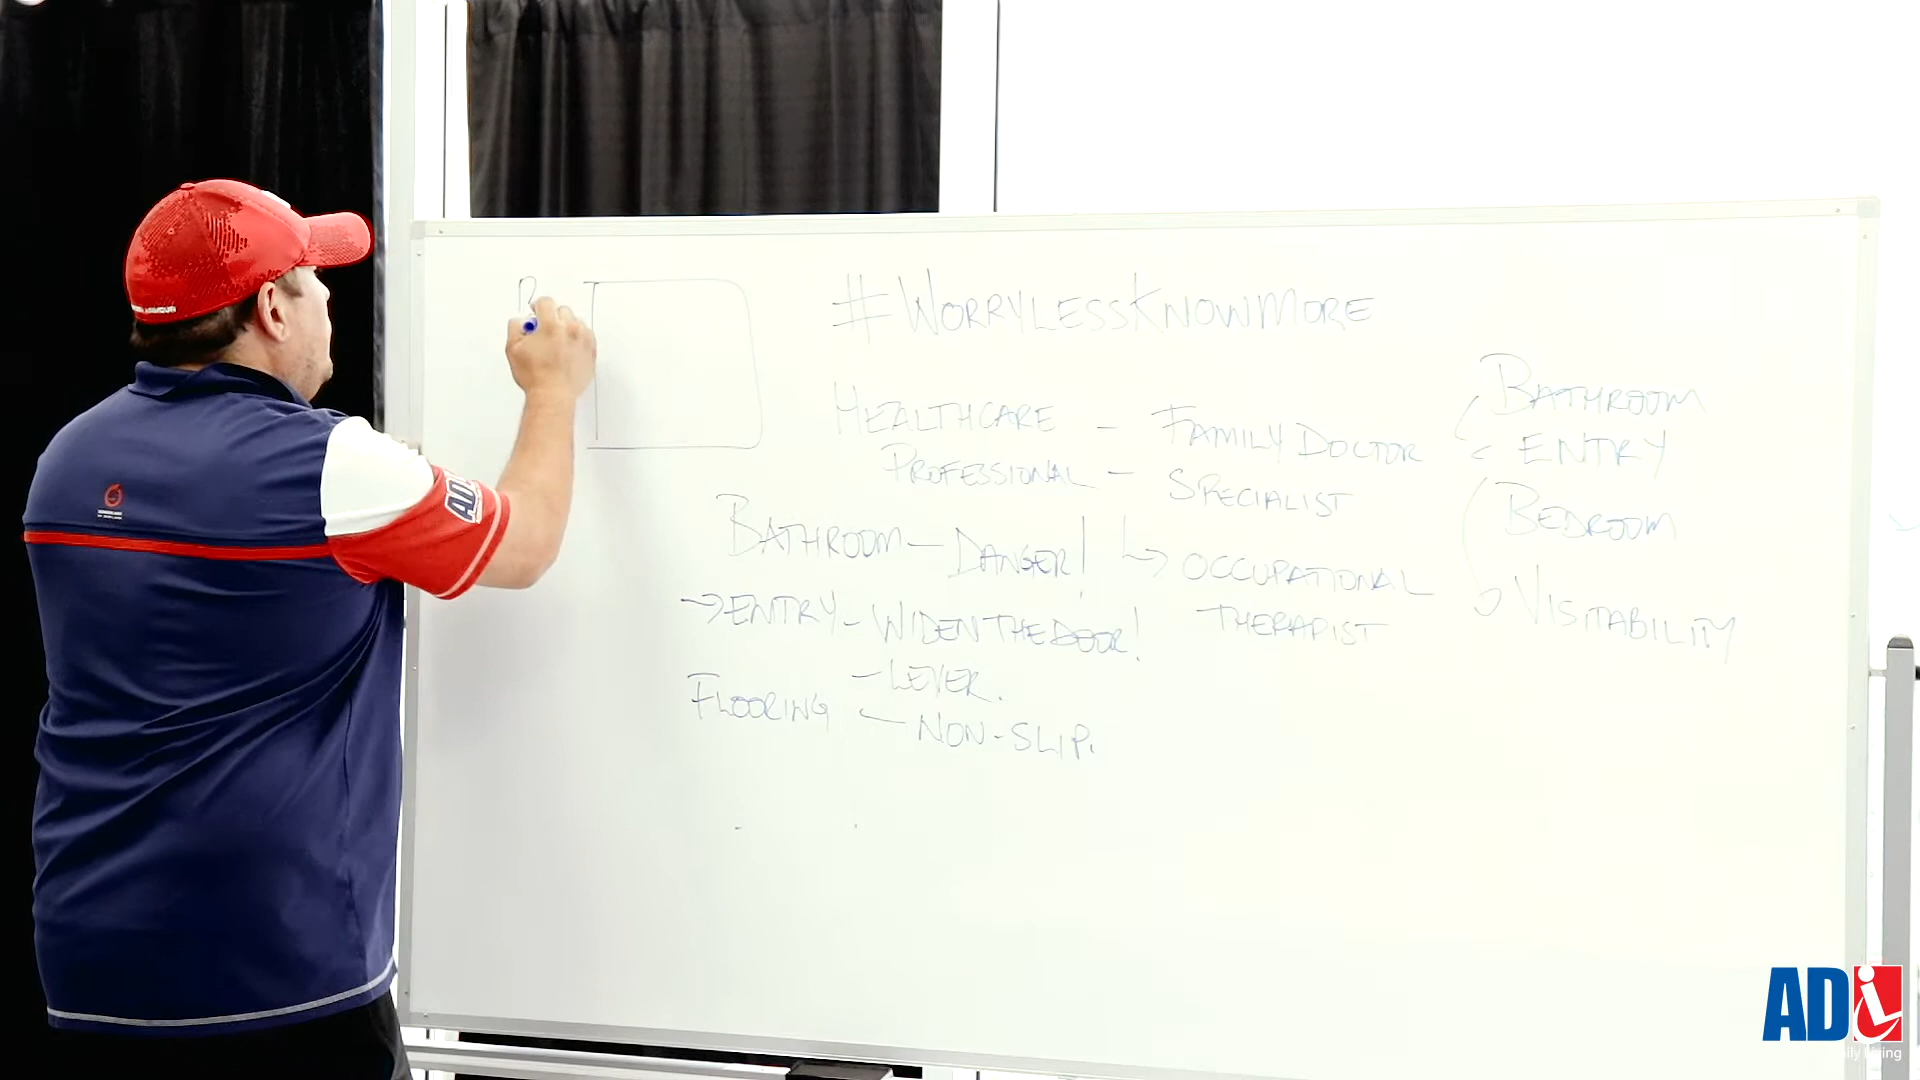 #WORRYLESSKNOWMORE
HEALTHCARE - FAMILY DOCTOR
PROFESSIONAL - SPECIALIST
↳ OCCUPATIONAL
THERAPIST
BATHROOM
ENTRY
BEDROOM
VISITABILITY
BATHROOM - DANGER!
→ ENTRY - WIDEN THE DOOR!
- LEVER.
FLOORING - NON-SLIP.
AD